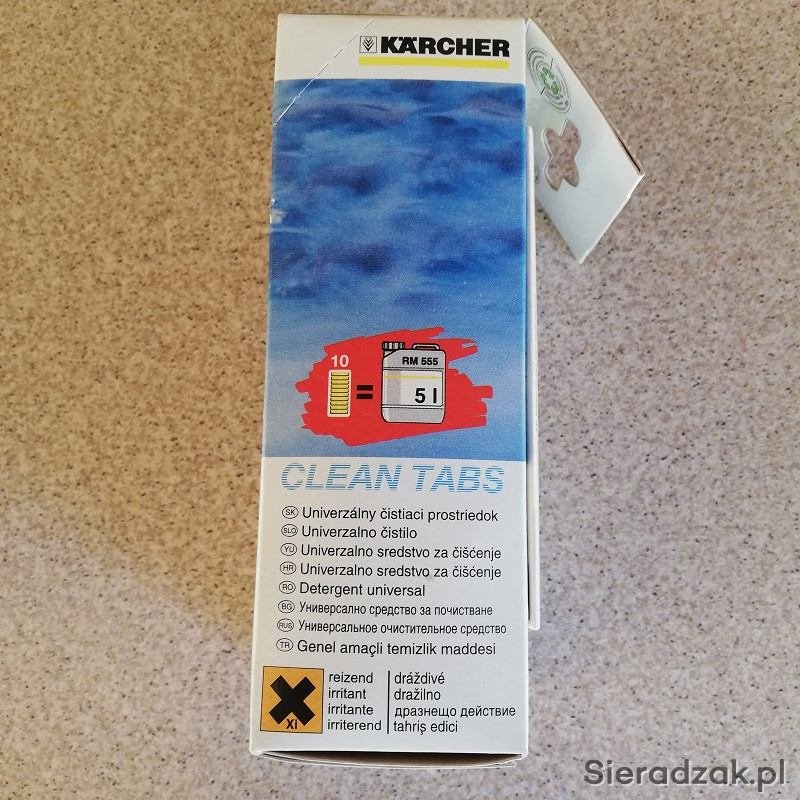 KÄRCHER
10
RM 555
=
5 l
CLEAN TABS
SK Univerzálny čistiaci prostriedok
SLO Univerzalno čistilo
YU Univerzalno sredstvo za čišćenje
HR Univerzalno sredstvo za čišćenje
RO Detergent universal
BG Универсално средство за почистване
RUS Универсальное очистительное средство
TR Genel amaçli temizlik maddesi
reizend dráždivé
irritant dražilno
irritante дразнещо действие
irriterend tahriş edici
Xi
Sieradzak.pl